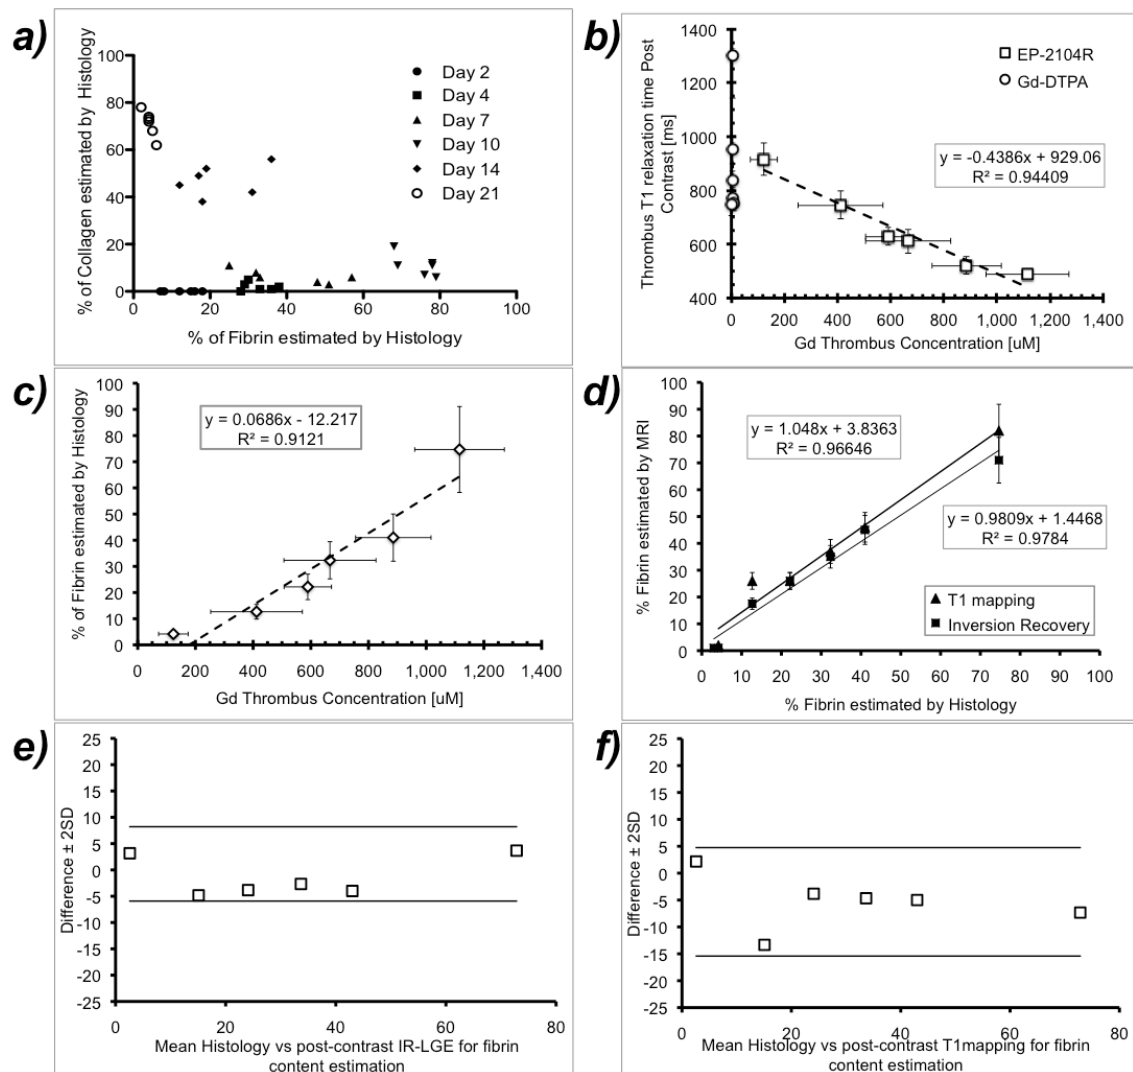 a)
% of Collagen estimated by Histology
100
80
60
40
20
0
0 20 40 60 80 100
% of Fibrin estimated by Histology
Day 2
Day 4
Day 7
Day 10
Day 14
Day 21
b)
Thrombus T1 relaxation time Post
Contrast [ms]
1400
1200
1000
800
600
400
0 200 400 600 800 1,000 1,200 1,400
Gd Thrombus Concentration [uM]
EP-2104R
Gd-DTPA
y = -0.4386x + 929.06
R² = 0.94409
c)
% of Fibrin estimated by Histology
100
90
80
70
60
50
40
30
20
10
0
0 200 400 600 800 1,000 1,200 1,400
Gd Thrombus Concentration [uM]
y = 0.0686x - 12.217
R² = 0.9121
d)
% Fibrin estimated by MRI
100
90
80
70
60
50
40
30
20
10
0
0 10 20 30 40 50 60 70 80 90 100
% Fibrin estimated by Histology
y = 1.048x + 3.8363
R² = 0.96646
y = 0.9809x + 1.4468
R² = 0.9784
T1 mapping
Inversion Recovery
e)
Difference ± 2SD
25
20
15
10
5
0
-5
-10
-15
-20
-25
0 20 40 60 80
Mean Histology vs post-contrast IR-LGE for fibrin
content estimation
f)
Difference ± 2SD
25
20
15
10
5
0
-5
-10
-15
-20
-25
0 20 40 60 80
Mean Histology vs post-contrast T1mapping for fibrin
content estimation